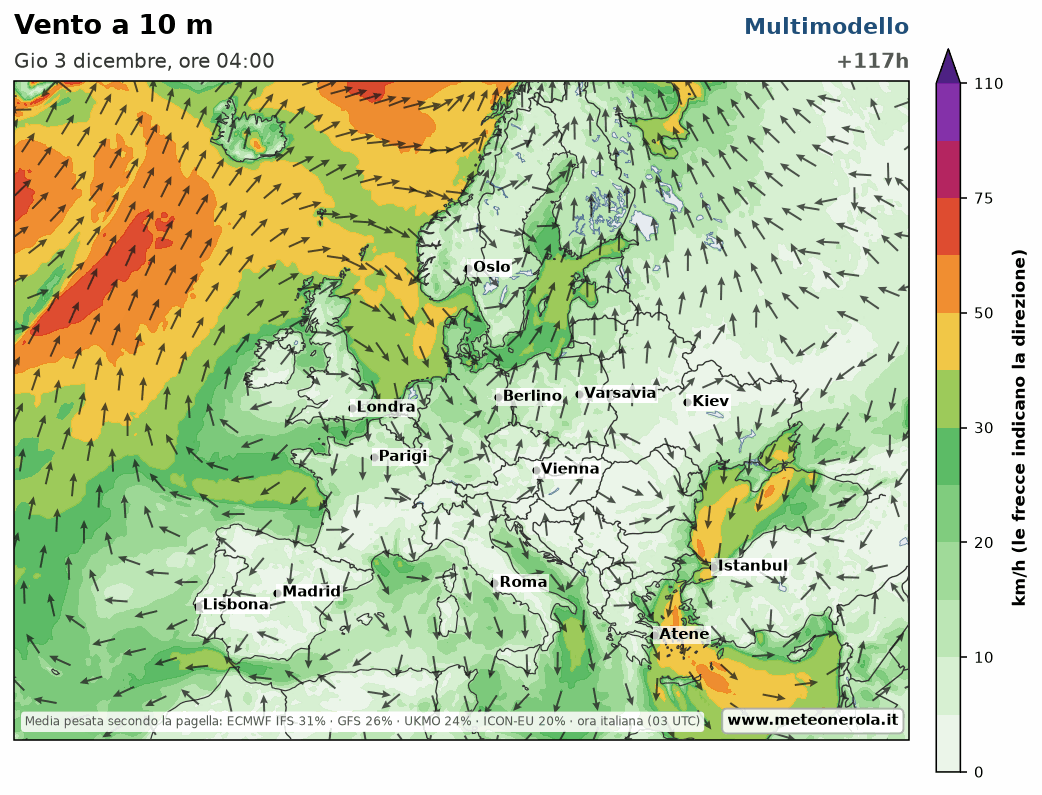 Vento a 10 m
Multimodello
Gio 3 dicembre, ore 04:00
+117h
110
75
50
30
20
10
0
km/h (le frecce indicano la direzione)
Oslo
Berlino
Varsavia
Kiev
Londra
Parigi
Vienna
Istanbul
Roma
Madrid
Lisbona
Atene
Media pesata secondo la pagella: ECMWF IFS 31% · GFS 26% · UKMO 24% · ICON-EU 20% · ora italiana (03 UTC)
www.meteonerola.it